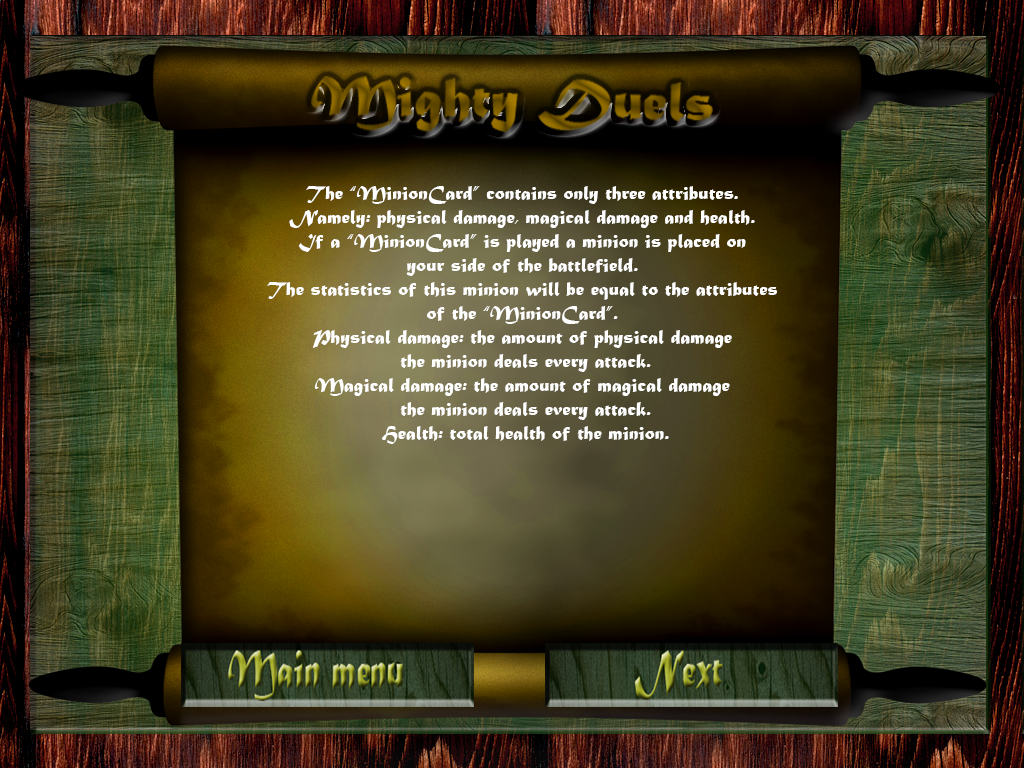 Mighty Duels
The “MinionCard” contains only three attributes.
Namely: physical damage, magical damage and health.
If a “MinionCard” is played a minion is placed on
your side of the battlefield.
The statistics of this minion will be equal to the attributes
of the “MinionCard”.
Physical damage: the amount of physical damage
the minion deals every attack.
Magical damage: the amount of magical damage
the minion deals every attack.
Health: total health of the minion.
Main menu
Next